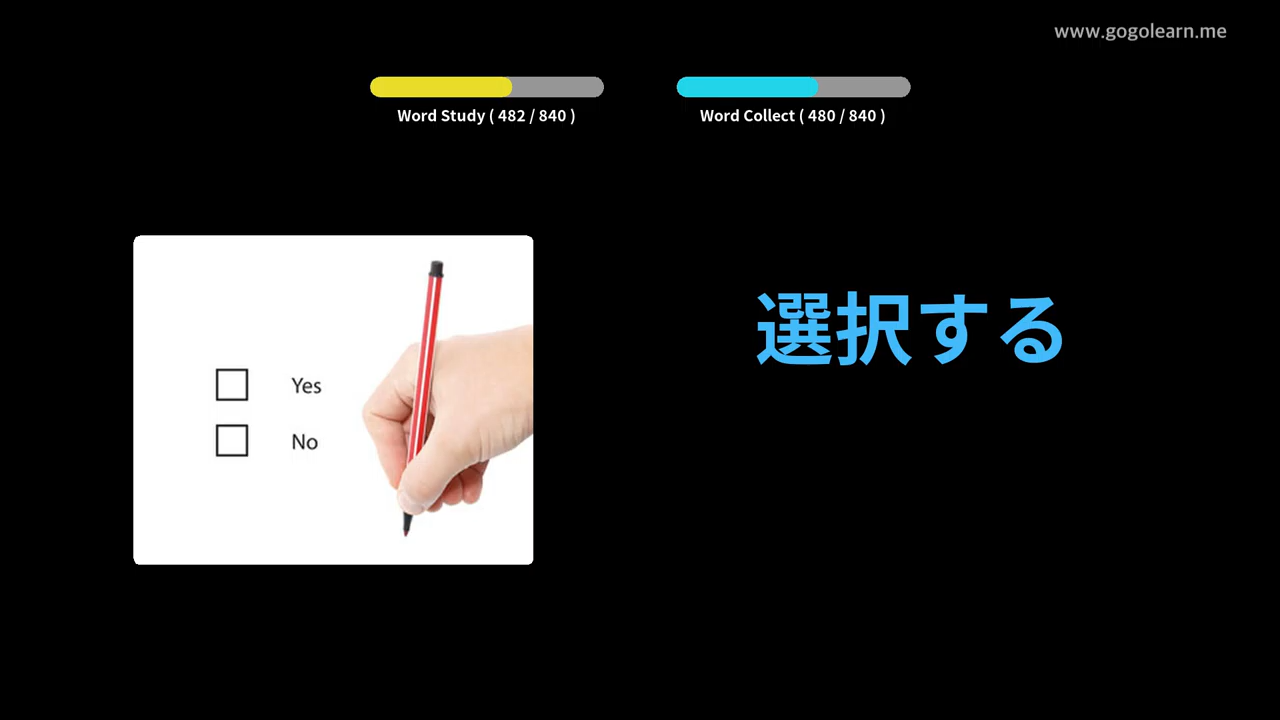 www.gogolearn.me
Word Study ( 482 / 840 )
Word Collect ( 480 / 840 )
選択する
Yes
No